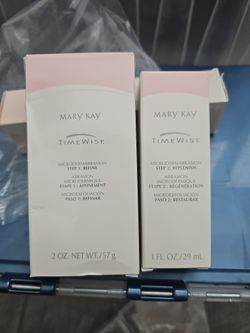 MARY KAY
TIMEWISE
MICRODERMABRASION
STEP 1: REFINE
ABRASION
MICRODERMIQUE
ÉTAPE 1 : AFFINEMENT
MICROEXFOLIACIÓN
PASO 1: REFINAR
2 OZ. NET WT./57 g
MARY KAY
TIMEWISE
MICRODERMABRASION
STEP 2: REPLENISH
ABRASION
MICRODERMIQUE
ÉTAPE 2 : RÉGÉNÉRATION
MICROEXFOLIACIÓN
PASO 2: RESTAURAR
1 FL. OZ./29 mL